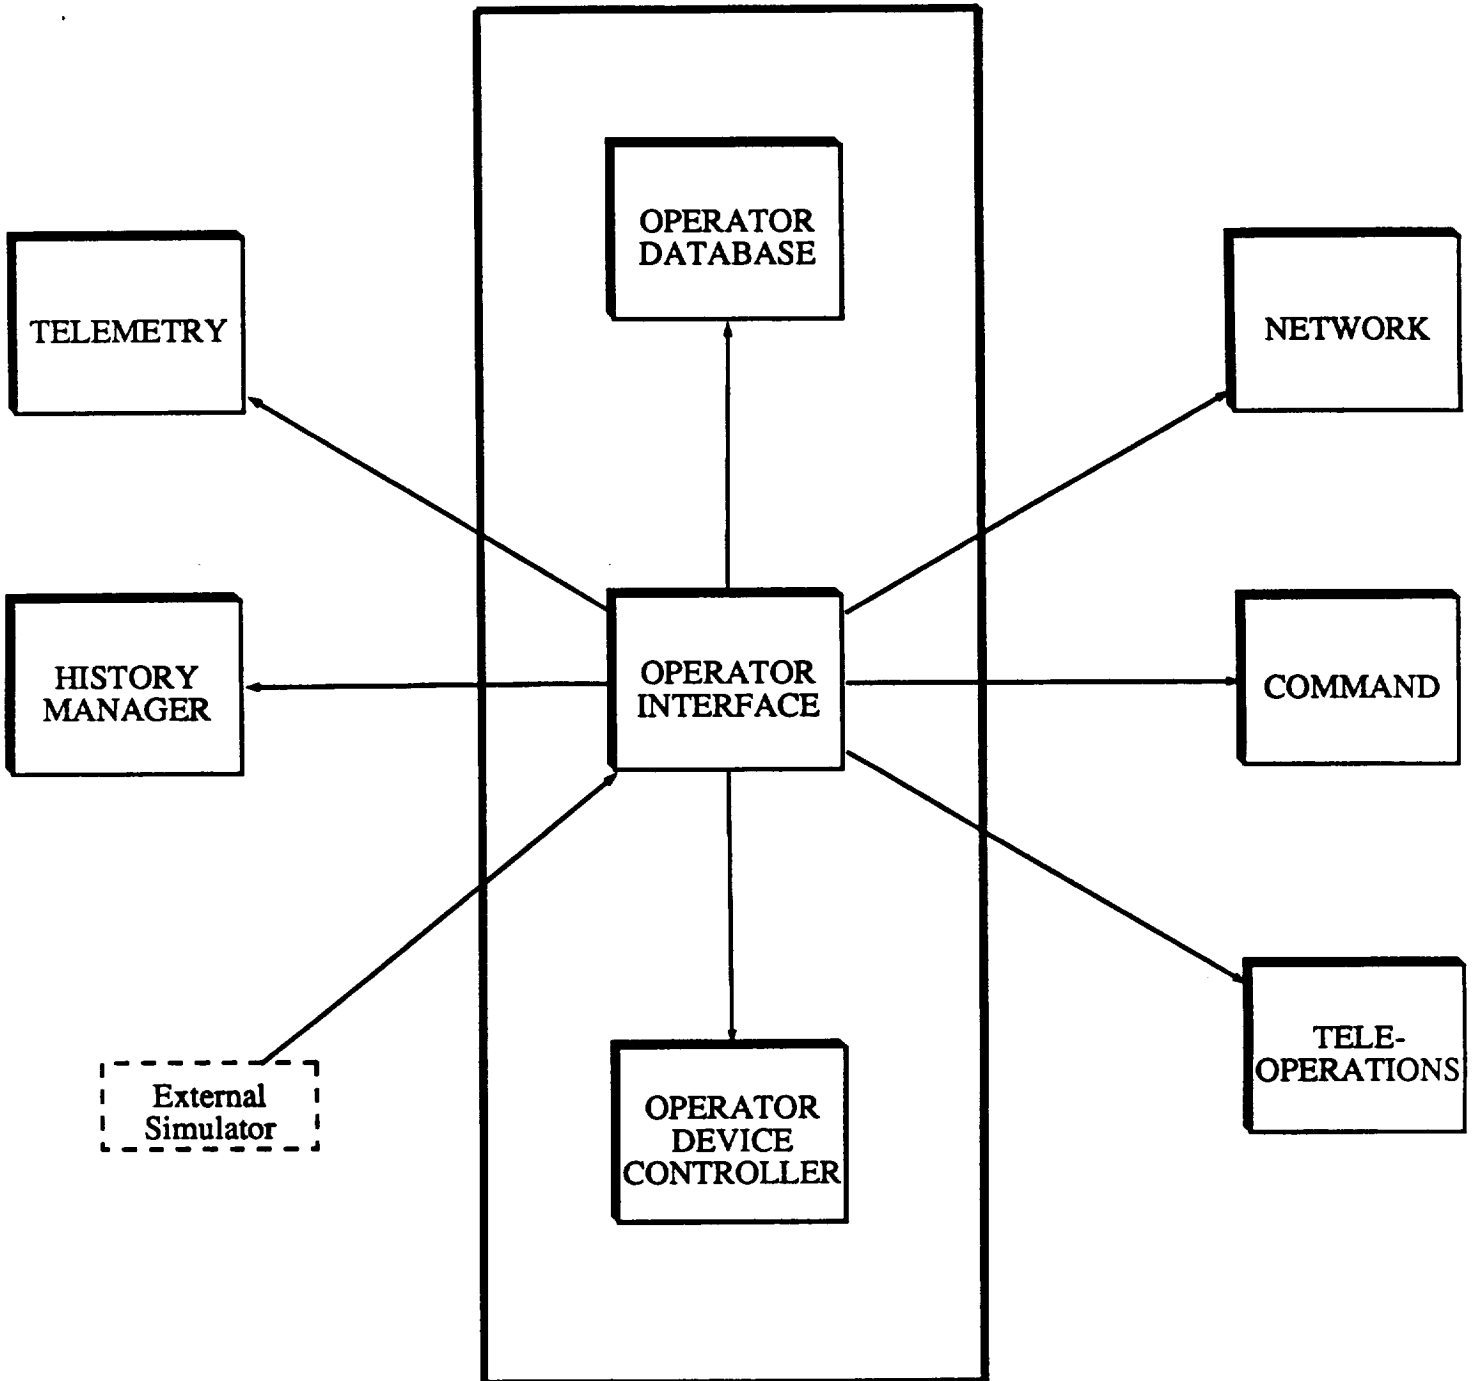 OPERATOR
DATABASE
TELEMETRY
NETWORK
HISTORY
MANAGER
OPERATOR
INTERFACE
COMMAND
External
Simulator
OPERATOR
DEVICE
CONTROLLER
TELE-
OPERATIONS